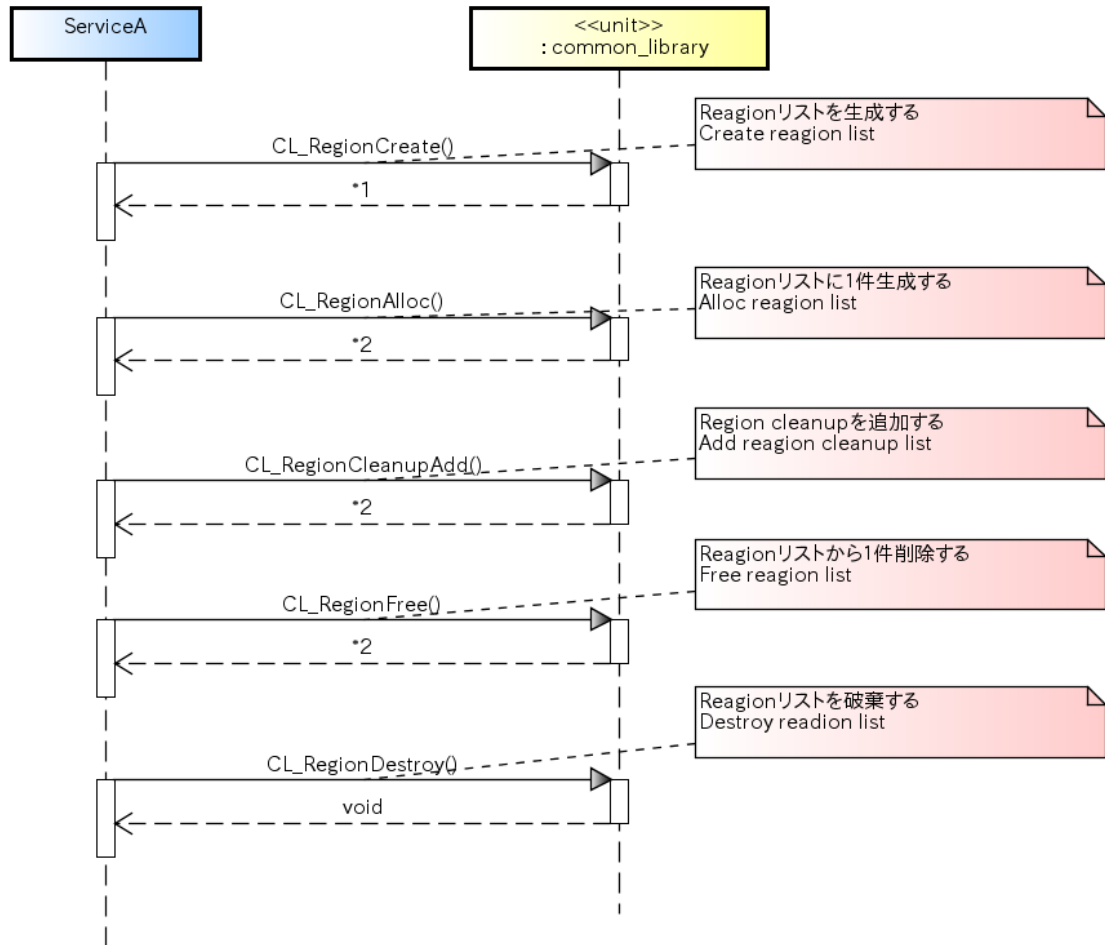 ServiceA
<<unit>>
: common_library
Reagionリストを生成する
Create reagion list
CL_RegionCreate()
*1
Reagionリストに1件生成する
Alloc reagion list
CL_RegionAlloc()
*2
Region cleanupを追加する
Add reagion cleanup list
CL_RegionCleanupAdd()
*2
Reagionリストから1件削除する
Free reagion list
CL_RegionFree()
*2
Reagionリストを破棄する
Destroy readion list
CL_RegionDestroy()
void